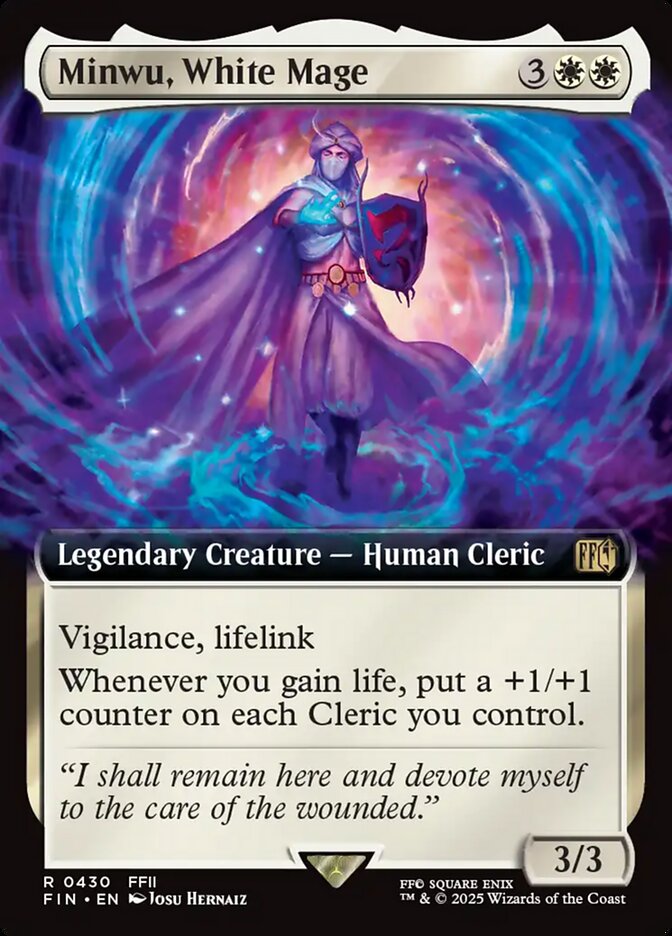 Minwu, White Mage 3
Legendary Creature — Human Cleric FF
Vigilance, lifelink
Whenever you gain life, put a +1/+1
counter on each Cleric you control.
“I shall remain here and devote myself
to the care of the wounded.”
3/3
R 0430 FFII
FIN • EN Josu Hernaiz
FF© SQUARE ENIX
™ & © 2025 Wizards of the Coast